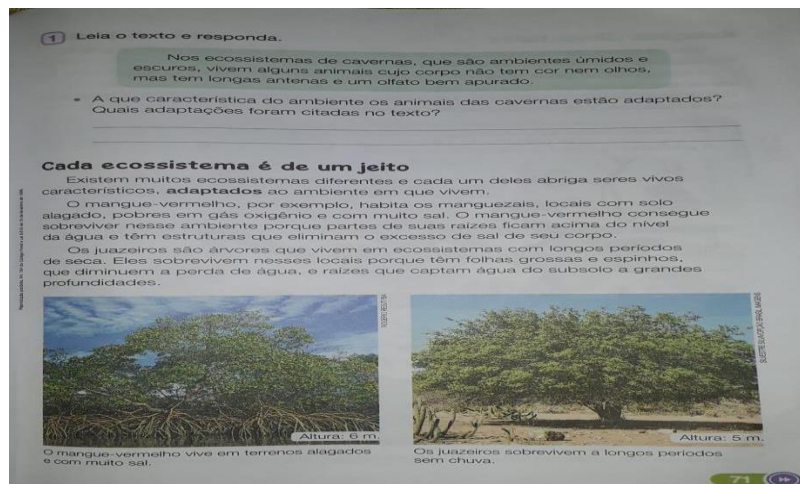 1 Leia o texto e responda.
Nos ecossistemas de cavernas, que são ambientes úmidos e
escuros, vivem alguns animais cujo corpo não tem cor nem olhos,
mas tem longas antenas e um olfato bem apurado.
• A que característica do ambiente os animais das cavernas estão adaptados?
Quais adaptações foram citadas no texto?
Cada ecossistema é de um jeito
Existem muitos ecossistemas diferentes e cada um deles abriga seres vivos
característicos, adaptados ao ambiente em que vivem.
O mangue-vermelho, por exemplo, habita os manguezais, locais com solo
alagado, pobres em gás oxigênio e com muito sal. O mangue-vermelho consegue
sobreviver nesse ambiente porque partes de suas raízes ficam acima do nível
da água e têm estruturas que eliminam o excesso de sal de seu corpo.
Os juazeiros são árvores que vivem em ecossistemas com longos períodos
de seca. Eles sobrevivem nesses locais porque têm folhas grossas e espinhos,
que diminuem a perda de água, e raízes que captam água do subsolo a grandes
profundidades.
Altura: 6 m.
Altura: 5 m.
O mangue-vermelho vive em terrenos alagados
e com muito sal.
Os juazeiros sobrevivem a longos períodos
sem chuva.
71